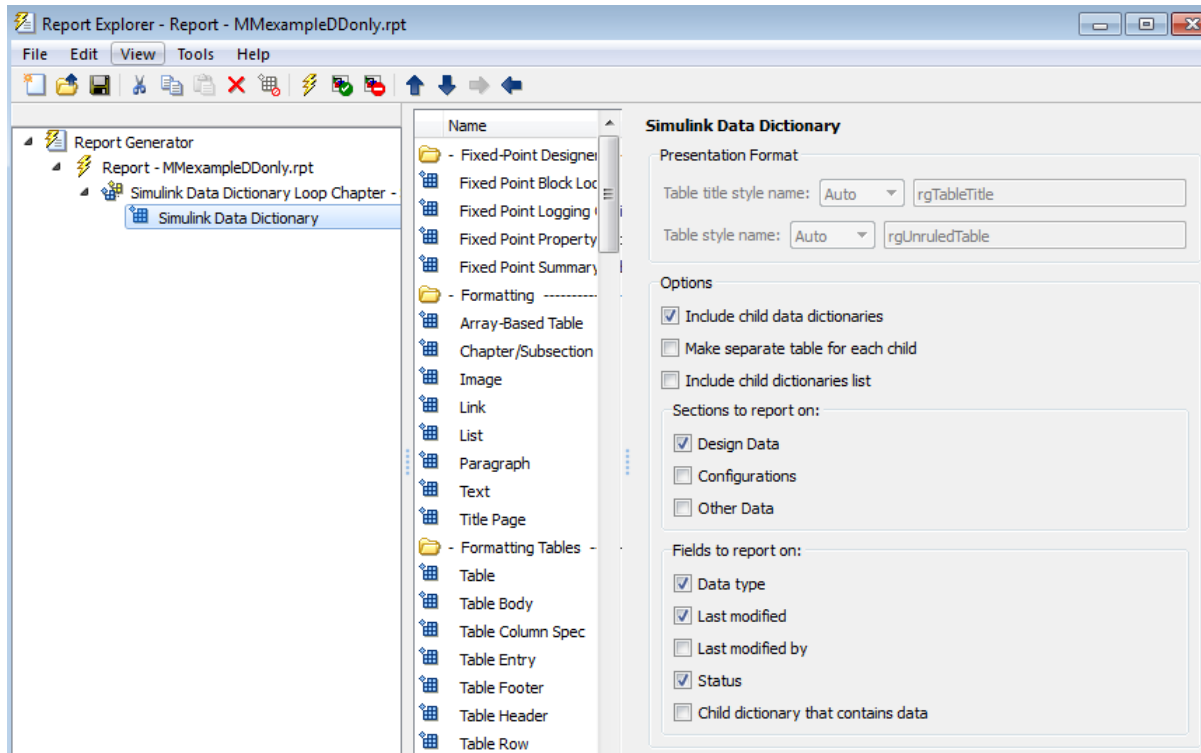 Report Explorer - Report - MMexampleDDonly.rpt
File Edit View Tools Help
Report Generator
Report - MMexampleDDonly.rpt
Simulink Data Dictionary Loop Chapter -
Simulink Data Dictionary
Name
- Fixed-Point Designer
Fixed Point Block Loo
Fixed Point Logging
Fixed Point Property
Fixed Point Summary
- Formatting ----------
Array-Based Table
Chapter/Subsection
Image
Link
List
Paragraph
Text
Title Page
- Formatting Tables -
Table
Table Body
Table Column Spec
Table Entry
Table Footer
Table Header
Table Row
Simulink Data Dictionary
Presentation Format
Table title style name: Auto rgTableTitle
Table style name: Auto rgUnruledTable
Options
Include child data dictionaries
Make separate table for each child
Include child dictionaries list
Sections to report on:
Design Data
Configurations
Other Data
Fields to report on:
Data type
Last modified
Last modified by
Status
Child dictionary that contains data